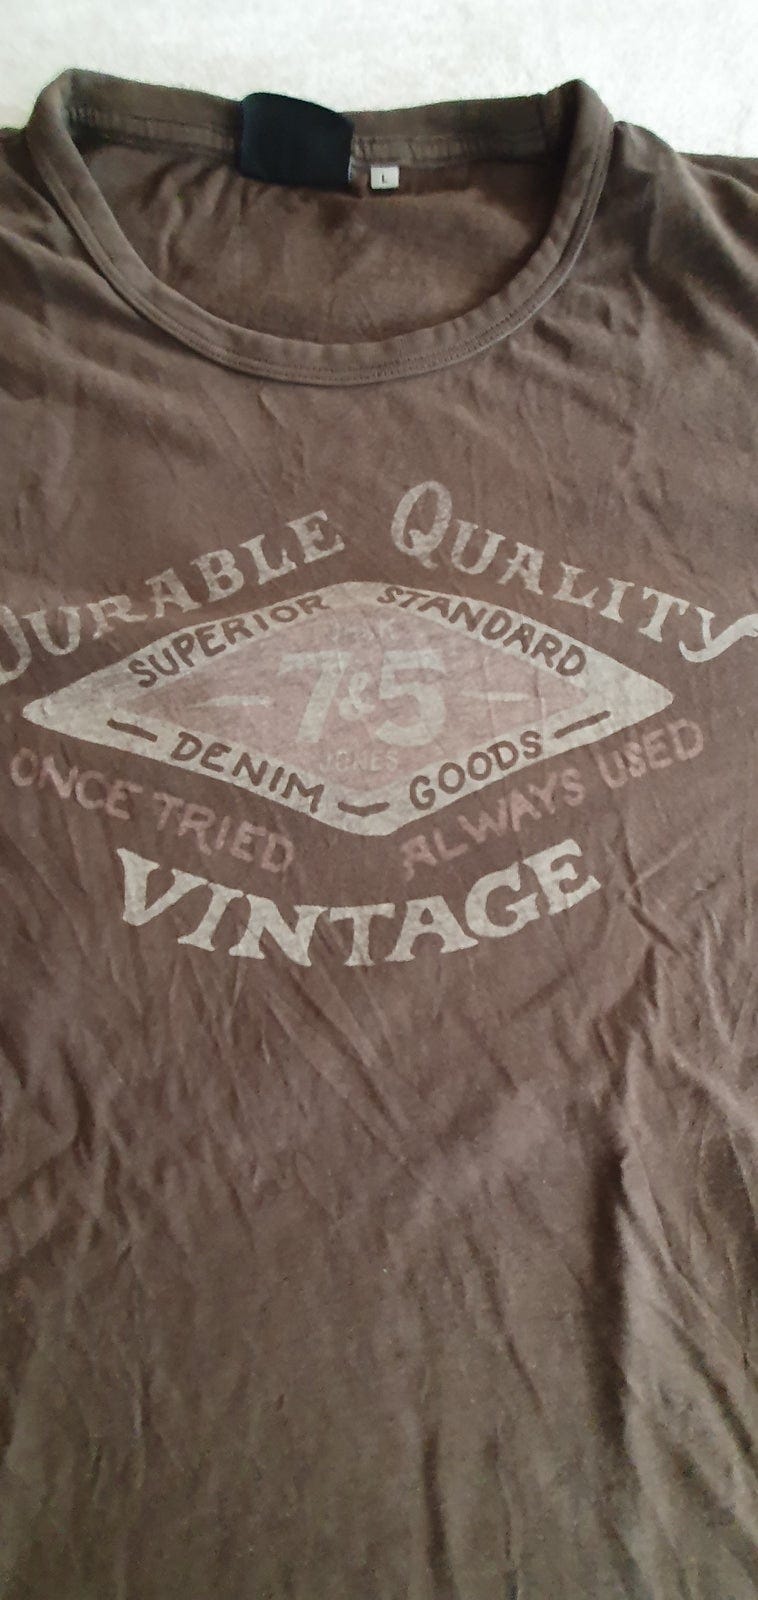 L
DURABLE QUALITY
SUPERIOR STANDARD
7&5
JONES
DENIM GOODS
ONCE TRIED ALWAYS USED
VINTAGE